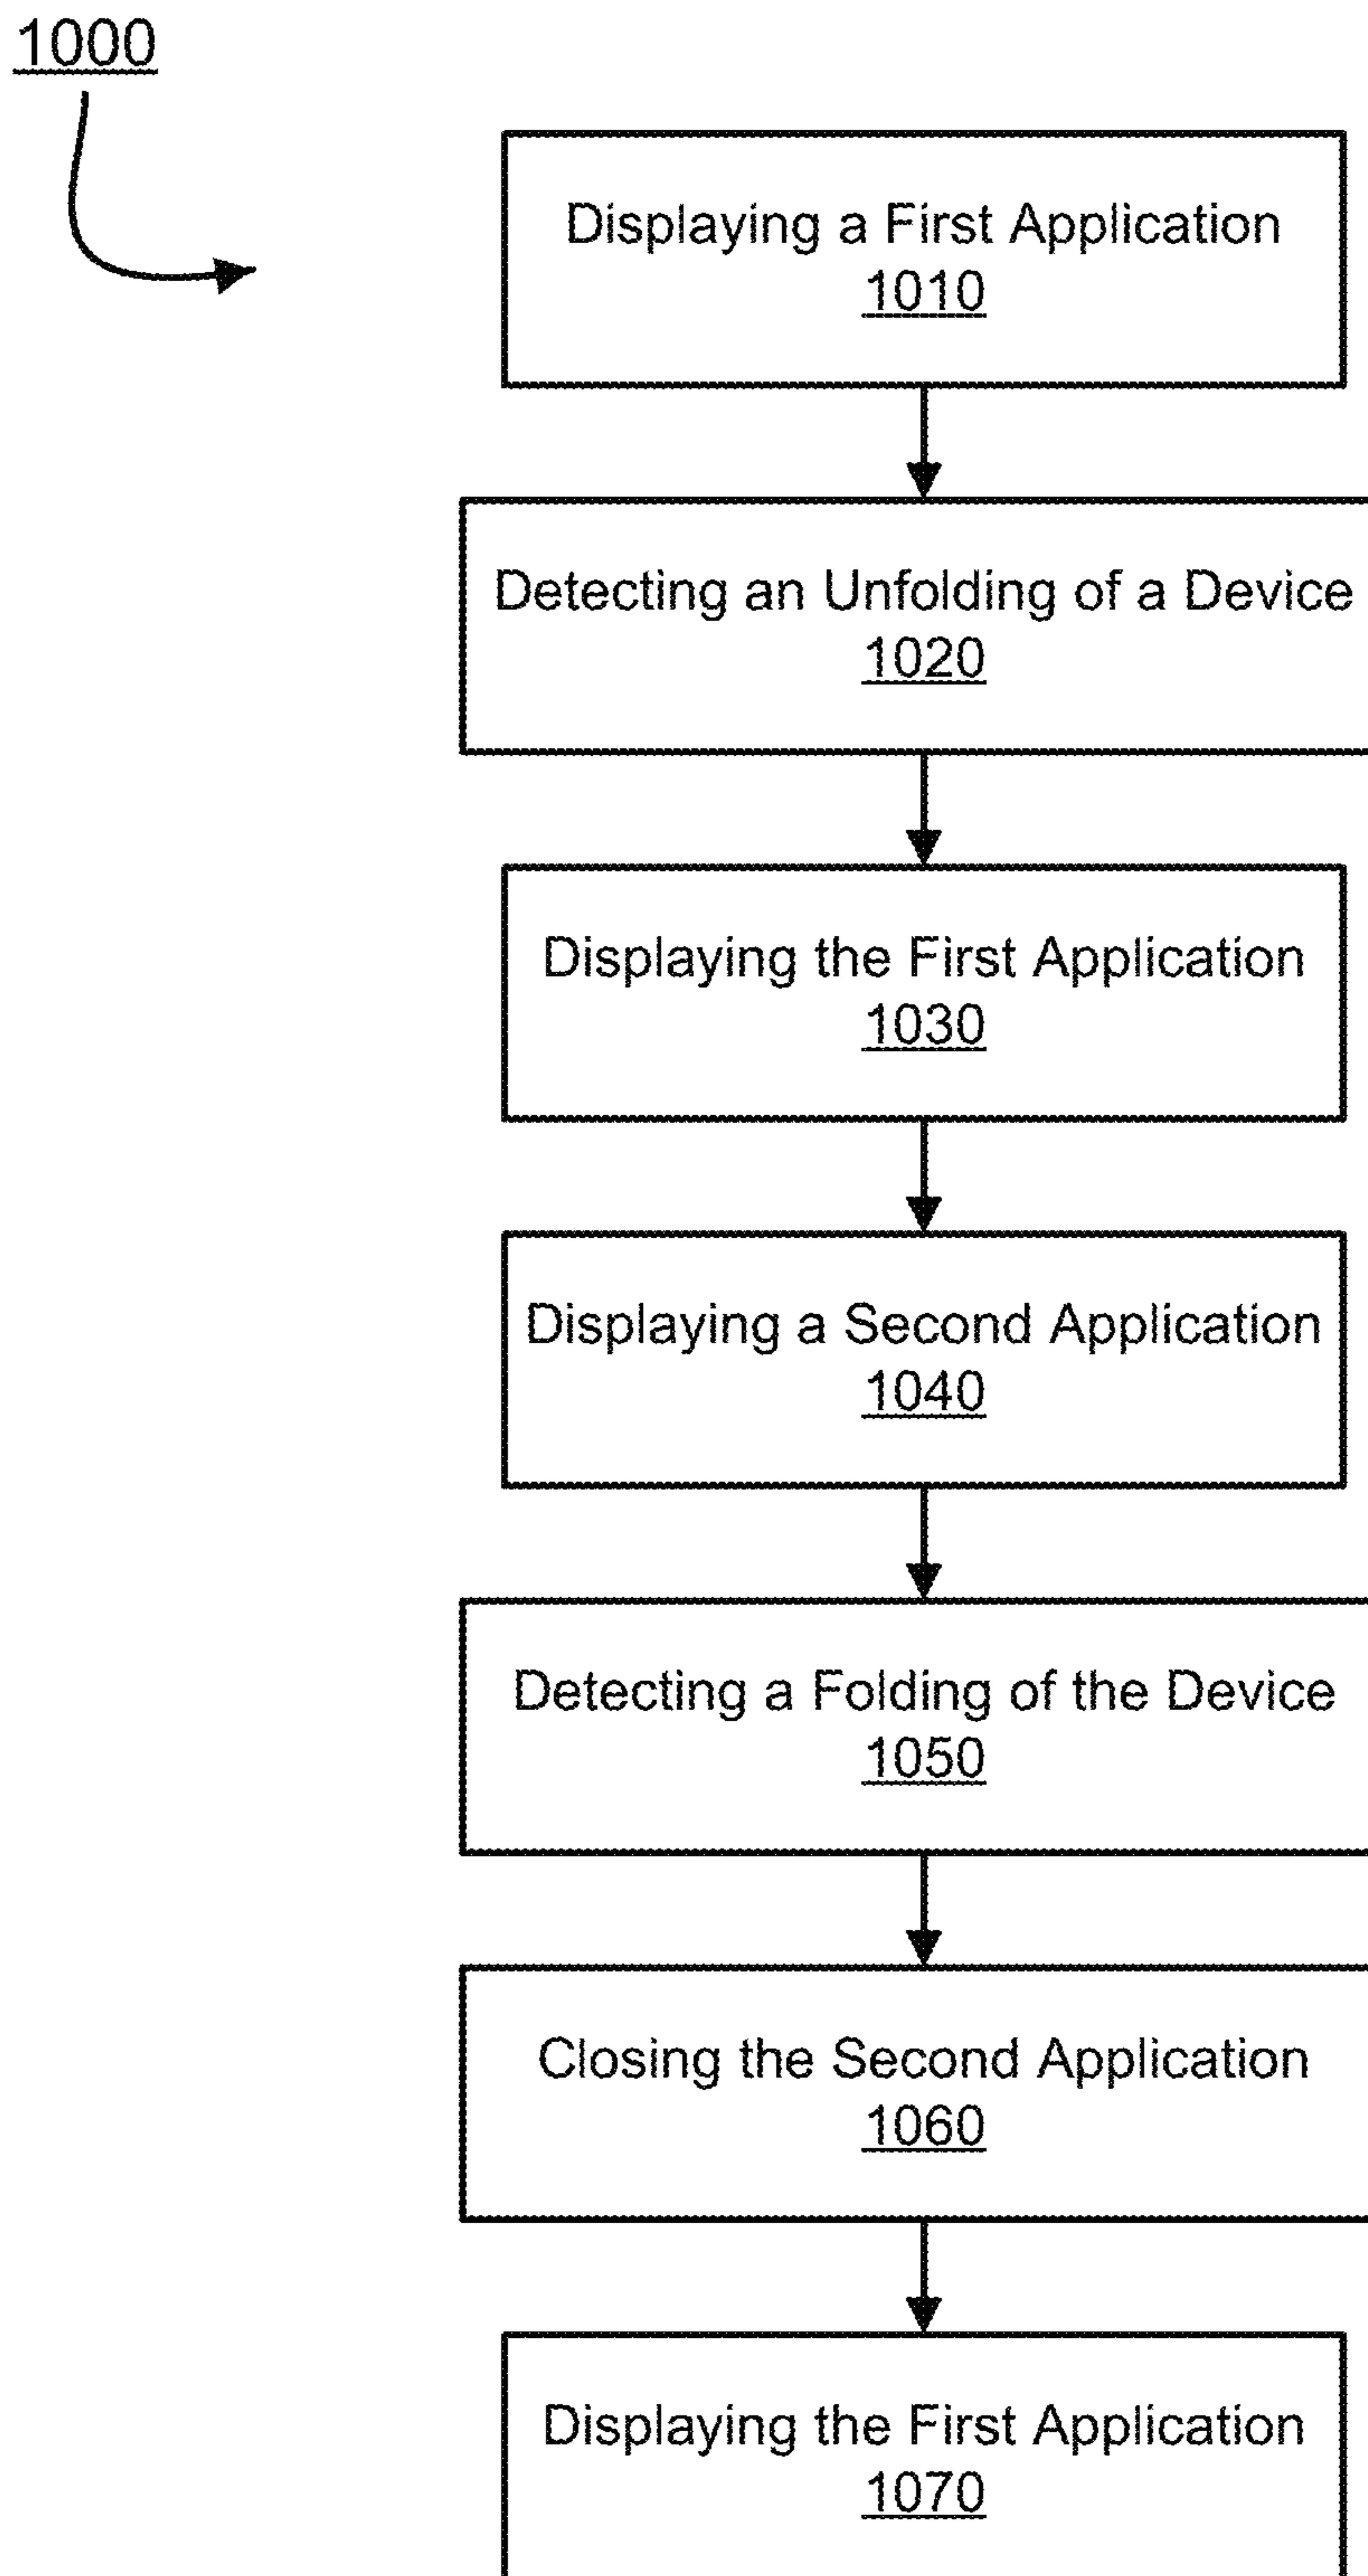 1000
Displaying a First Application
1010
Detecting an Unfolding of a Device
1020
Displaying the First Application
1030
Displaying a Second Application
1040
Detecting a Folding of the Device
1050
Closing the Second Application
1060
Displaying the First Application
1070